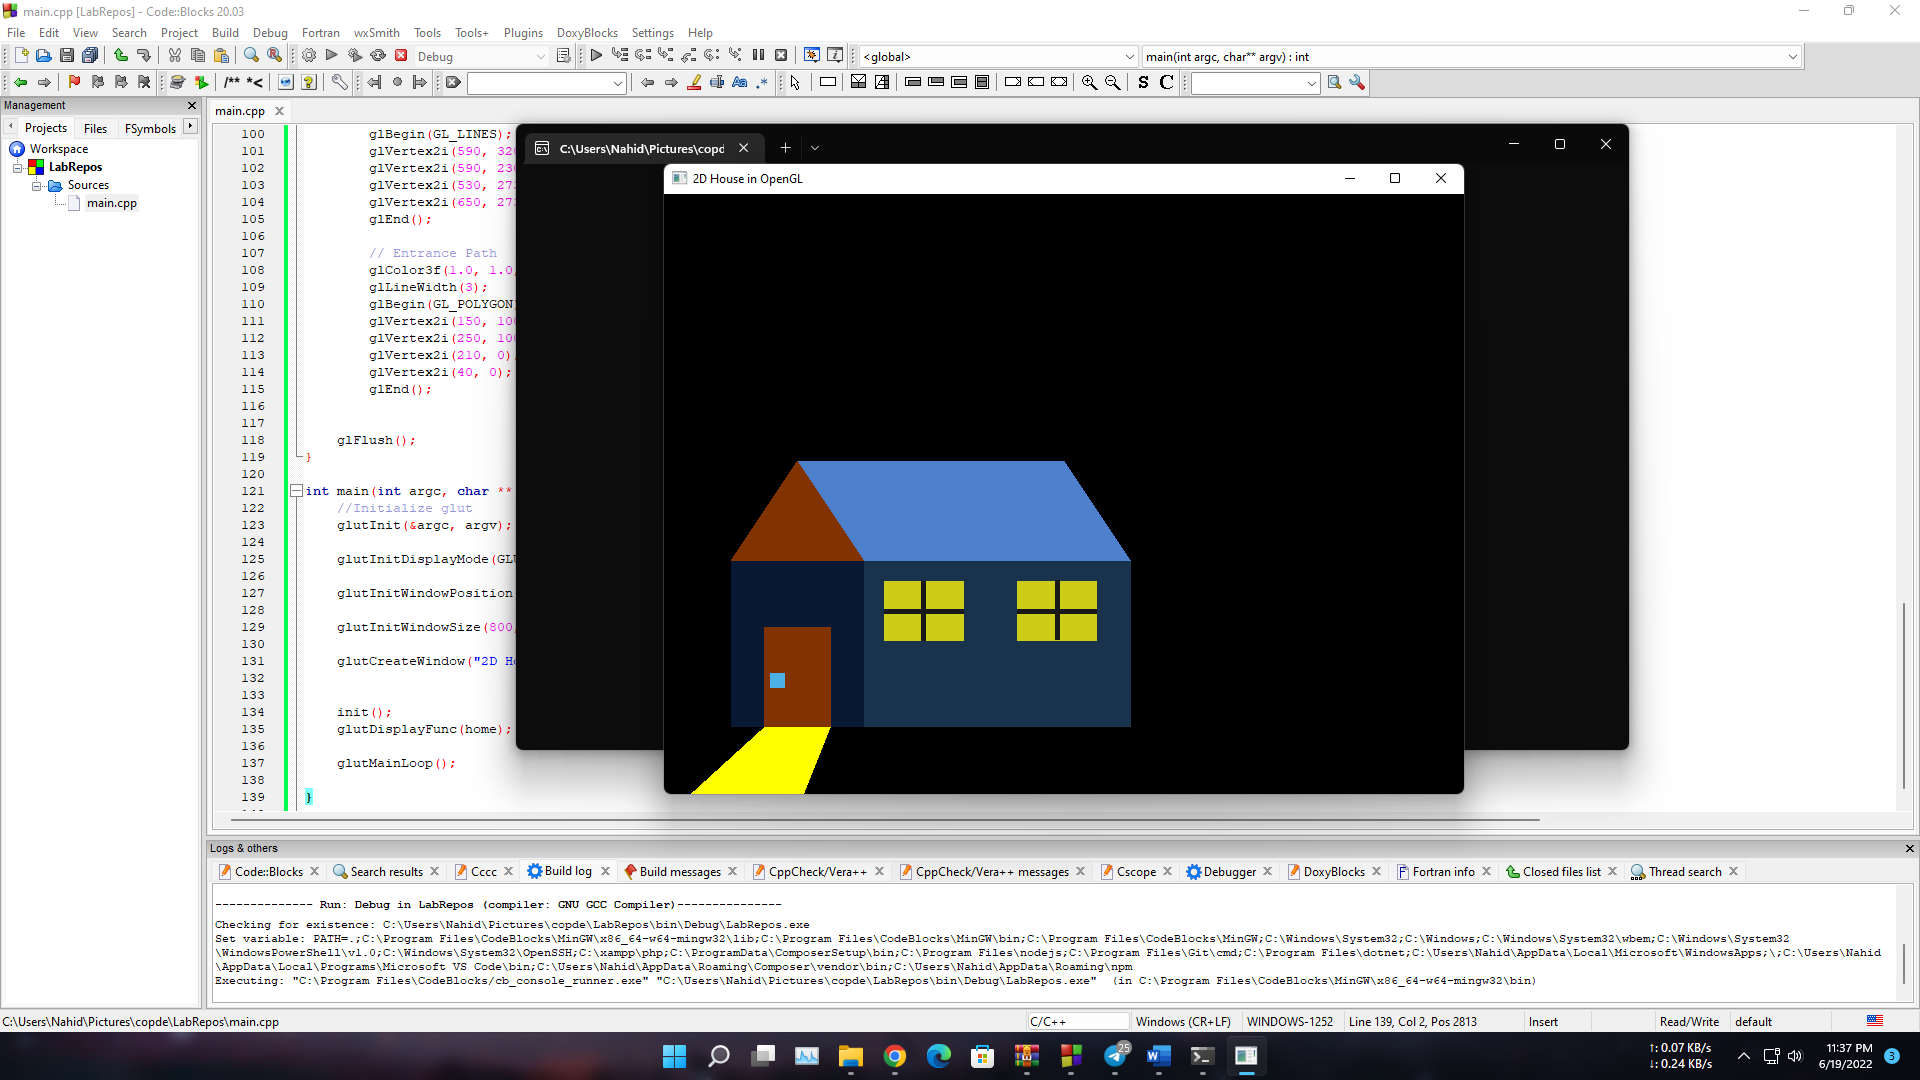 main.cpp [LabRepos] - Code::Blocks 20.03
File Edit View Search Project Build Debug Fortran wxSmith Tools Tools+ Plugins DoxyBlocks Settings Help
Debug
<global>
main(int argc, char** argv) : int
/** *<
Aa .*
S C
Management
Projects Files FSymbols
Workspace
LabRepos
Sources
main.cpp
main.cpp
100 glBegin(GL_LINES);
101 glVertex2i(590, 320
102 glVertex2i(590, 230
103 glVertex2i(530, 273
104 glVertex2i(650, 273
105 glEnd();
106
107 // Entrance Path
108 glColor3f(1.0, 1.0,
109 glLineWidth(3);
110 glBegin(GL_POLYGON)
111 glVertex2i(150, 100
112 glVertex2i(250, 100
113 glVertex2i(210, 0)
114 glVertex2i(40, 0);
115 glEnd();
116
117
118 glFlush();
119 }
120
121 int main(int argc, char **
122 //Initialize glut
123 glutInit(&argc, argv);
124
125 glutInitDisplayMode(GLU
126
127 glutInitWindowPosition
128
129 glutInitWindowSize(800,
130
131 glutCreateWindow("2D Ho
132
133
134 init();
135 glutDisplayFunc(home);
136
137 glutMainLoop();
138
139 }
C:\Users\Nahid\Pictures\copd
2D House in OpenGL
Logs & others
Code::Blocks Search results Cccc Build log Build messages CppCheck/Vera++ CppCheck/Vera++ messages Cscope Debugger DoxyBlocks Fortran info Closed files list Thread search
-------------- Run: Debug in LabRepos (compiler: GNU GCC Compiler)---------------
Checking for existence: C:\Users\Nahid\Pictures\copde\LabRepos\bin\Debug\LabRepos.exe
Set variable: PATH=.;C:\Program Files\CodeBlocks\MinGW\x86_64-w64-mingw32\lib;C:\Program Files\CodeBlocks\MinGW\bin;C:\Program Files\CodeBlocks\MinGW;C:\Windows\System32;C:\Windows;C:\Windows\System32\wbem;C:\Windows\System32
\WindowsPowerShell\v1.0;C:\Windows\System32\OpenSSH;C:\xampp\php;C:\ProgramData\ComposerSetup\bin;C:\Program Files\nodejs;C:\Program Files\Git\cmd;C:\Program Files\dotnet;C:\Users\Nahid\AppData\Local\Microsoft\WindowsApps;\;C:\Users\Nahid
\AppData\Local\Programs\Microsoft VS Code\bin;C:\Users\Nahid\AppData\Roaming\Composer\vendor\bin;C:\Users\Nahid\AppData\Roaming\npm
Executing: "C:\Program Files\CodeBlocks/cb_console_runner.exe" "C:\Users\Nahid\Pictures\copde\LabRepos\bin\Debug\LabRepos.exe" (in C:\Program Files\CodeBlocks\MinGW\x86_64-w64-mingw32\bin)
C:\Users\Nahid\Pictures\copde\LabRepos\main.cpp
C/C++
Windows (CR+LF) WINDOWS-1252 Line 139, Col 2, Pos 2813 Insert Read/Write default
25
↑: 0.07 KB/s
↓: 0.24 KB/s
11:37 PM
6/19/2022
3